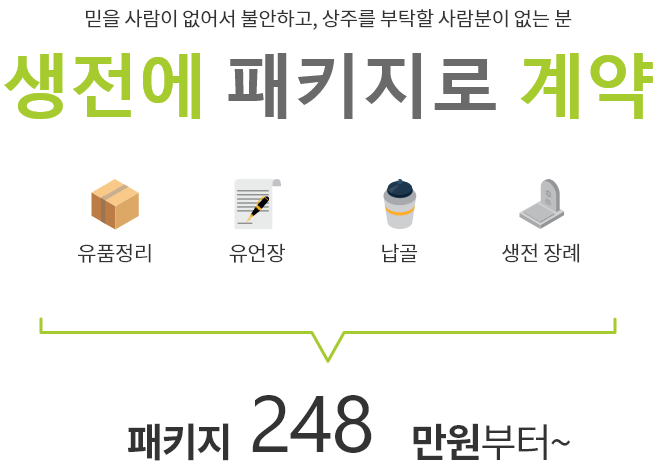 믿을 사람이 없어서 불안하고, 상주를 부탁할 사람분이 없는 분
생전에 패키지로 계약
유품정리 유언장 납골 생전 장례
패키지 248 만원부터~